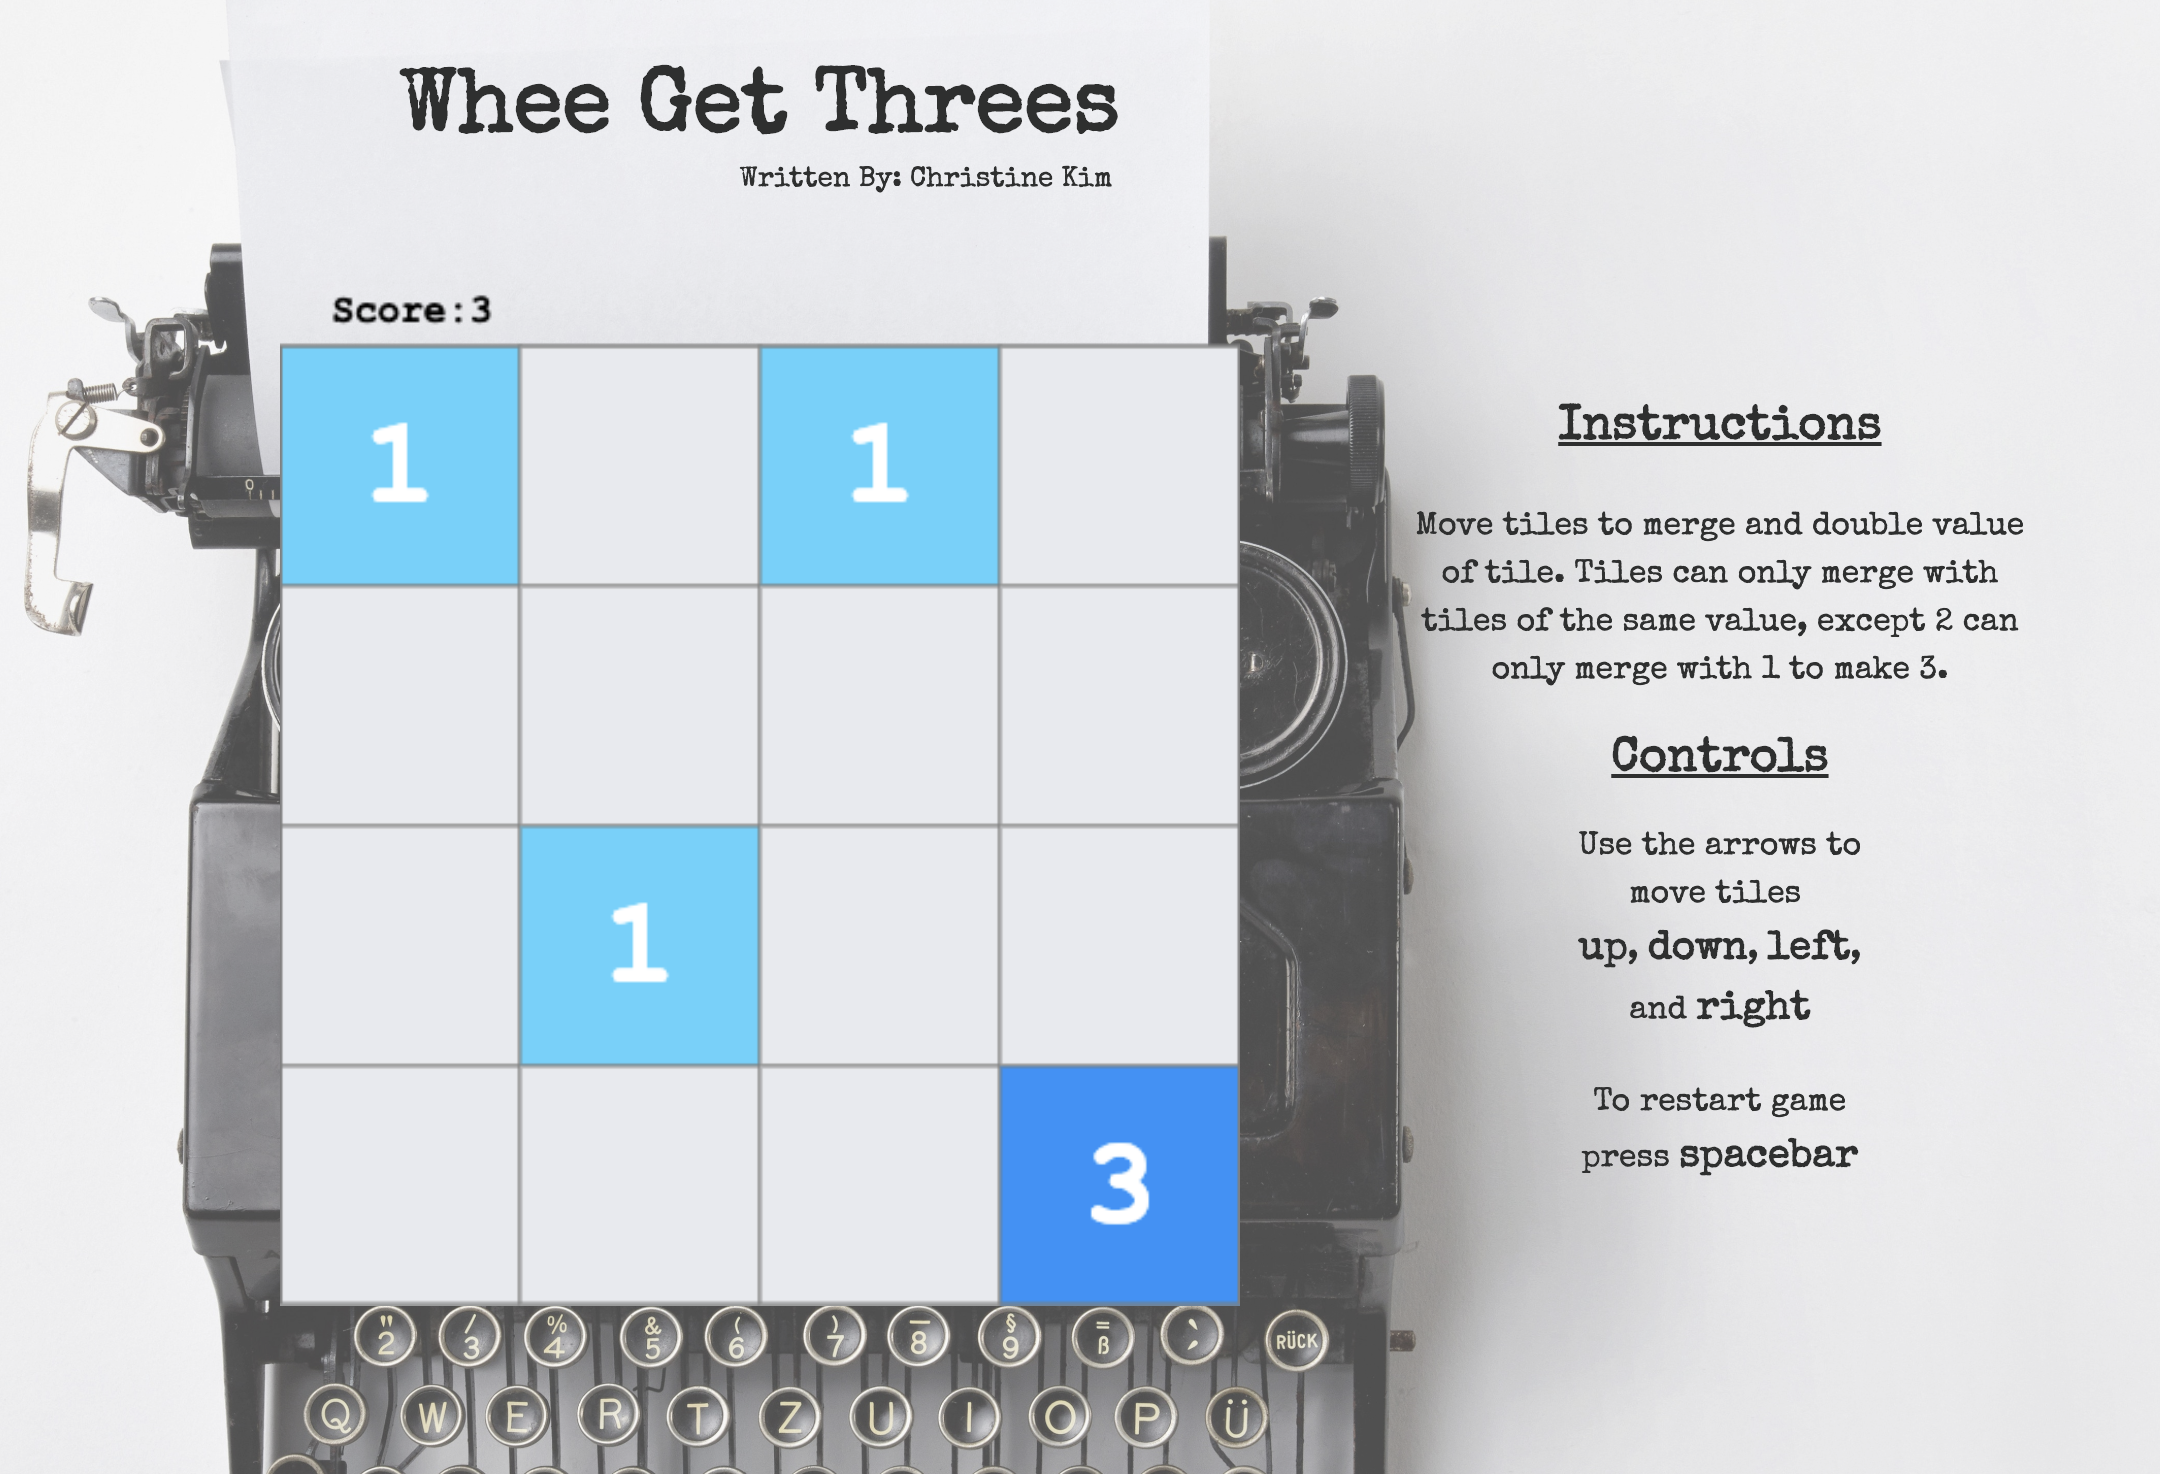 Whee Get Threes
Written By: Christine Kim
Score:3
1 1
1
3
Instructions
Move tiles to merge and double value
of tile. Tiles can only merge with
tiles of the same value, except 2 can
only merge with 1 to make 3.
Controls
Use the arrows to
move tiles
up, down, left,
and right
To restart game
press spacebar
0
" / % & ( ) — § = '
2 3 4 5 6 7 8 9 ß ,
RÜCK
Q W E R T Z U I O P Ü